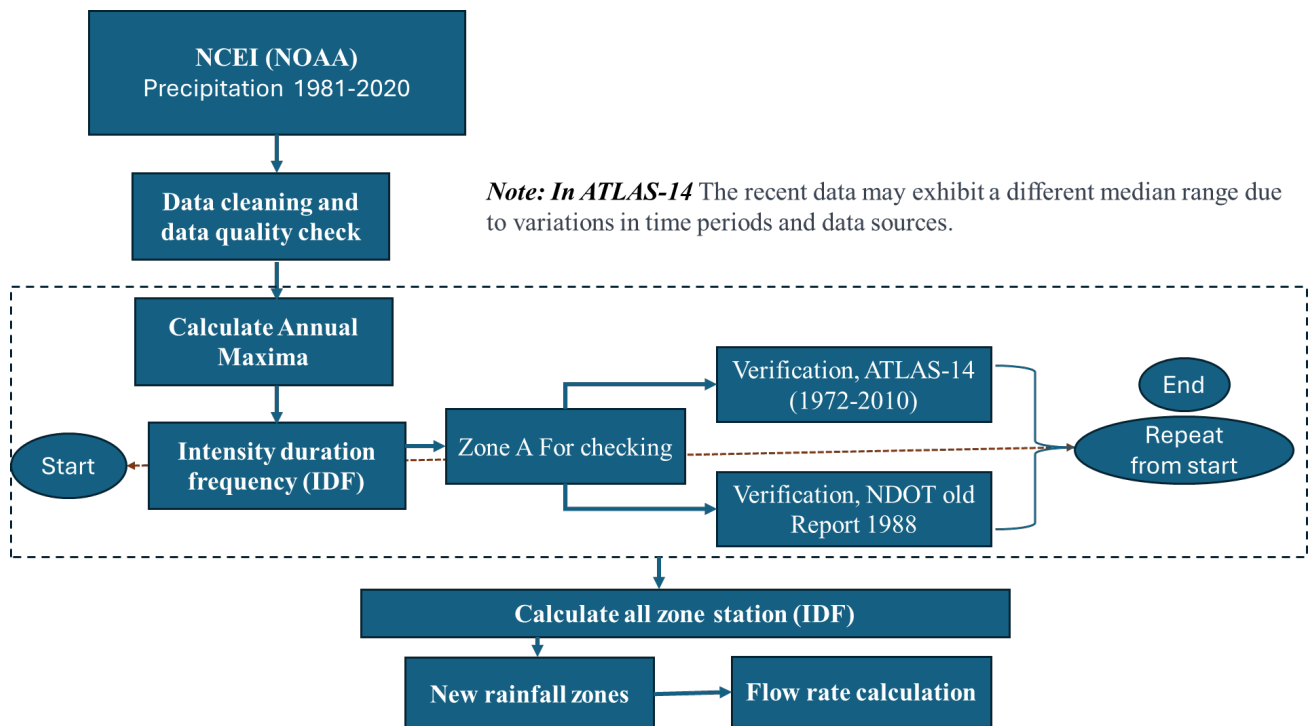 NCEI (NOAA)
Precipitation 1981-2020
Data cleaning and
data quality check
Note: In ATLAS-14 The recent data may exhibit a different median range due
to variations in time periods and data sources.
Calculate Annual
Maxima
Start
Intensity duration
frequency (IDF)
Zone A For checking
Verification, ATLAS-14
(1972-2010)
Verification, NDOT old
Report 1988
End
Repeat
from start
Calculate all zone station (IDF)
New rainfall zones
Flow rate calculation